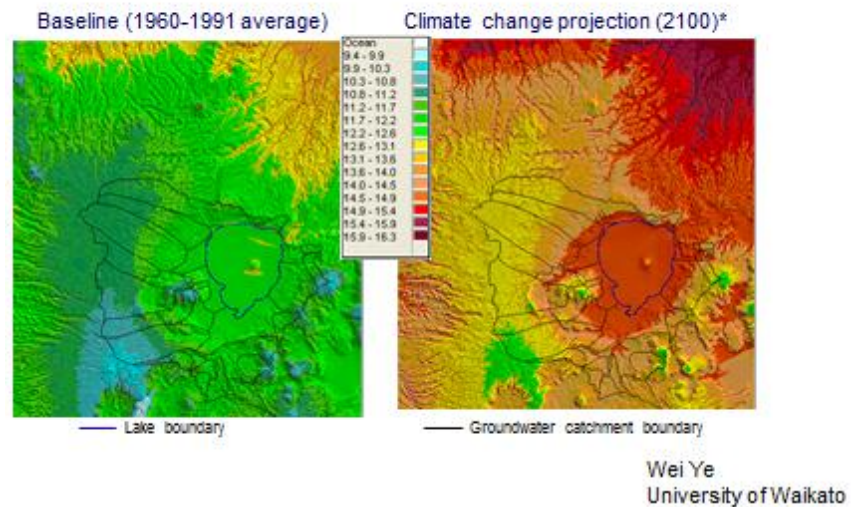 Baseline (1960-1991 average)
Climate change projection (2100)*
Ocean
9.4 - 9.9
9.9 - 10.3
10.3 - 10.8
10.8 - 11.2
11.2 - 11.7
11.7 - 12.2
12.2 - 12.6
12.6 - 13.1
13.1 - 13.6
13.6 - 14.0
14.0 - 14.5
14.5 - 14.9
14.9 - 15.4
15.4 - 15.9
15.9 - 16.3
Lake boundary
Groundwater catchment boundary
Wei Ye
University of Waikato